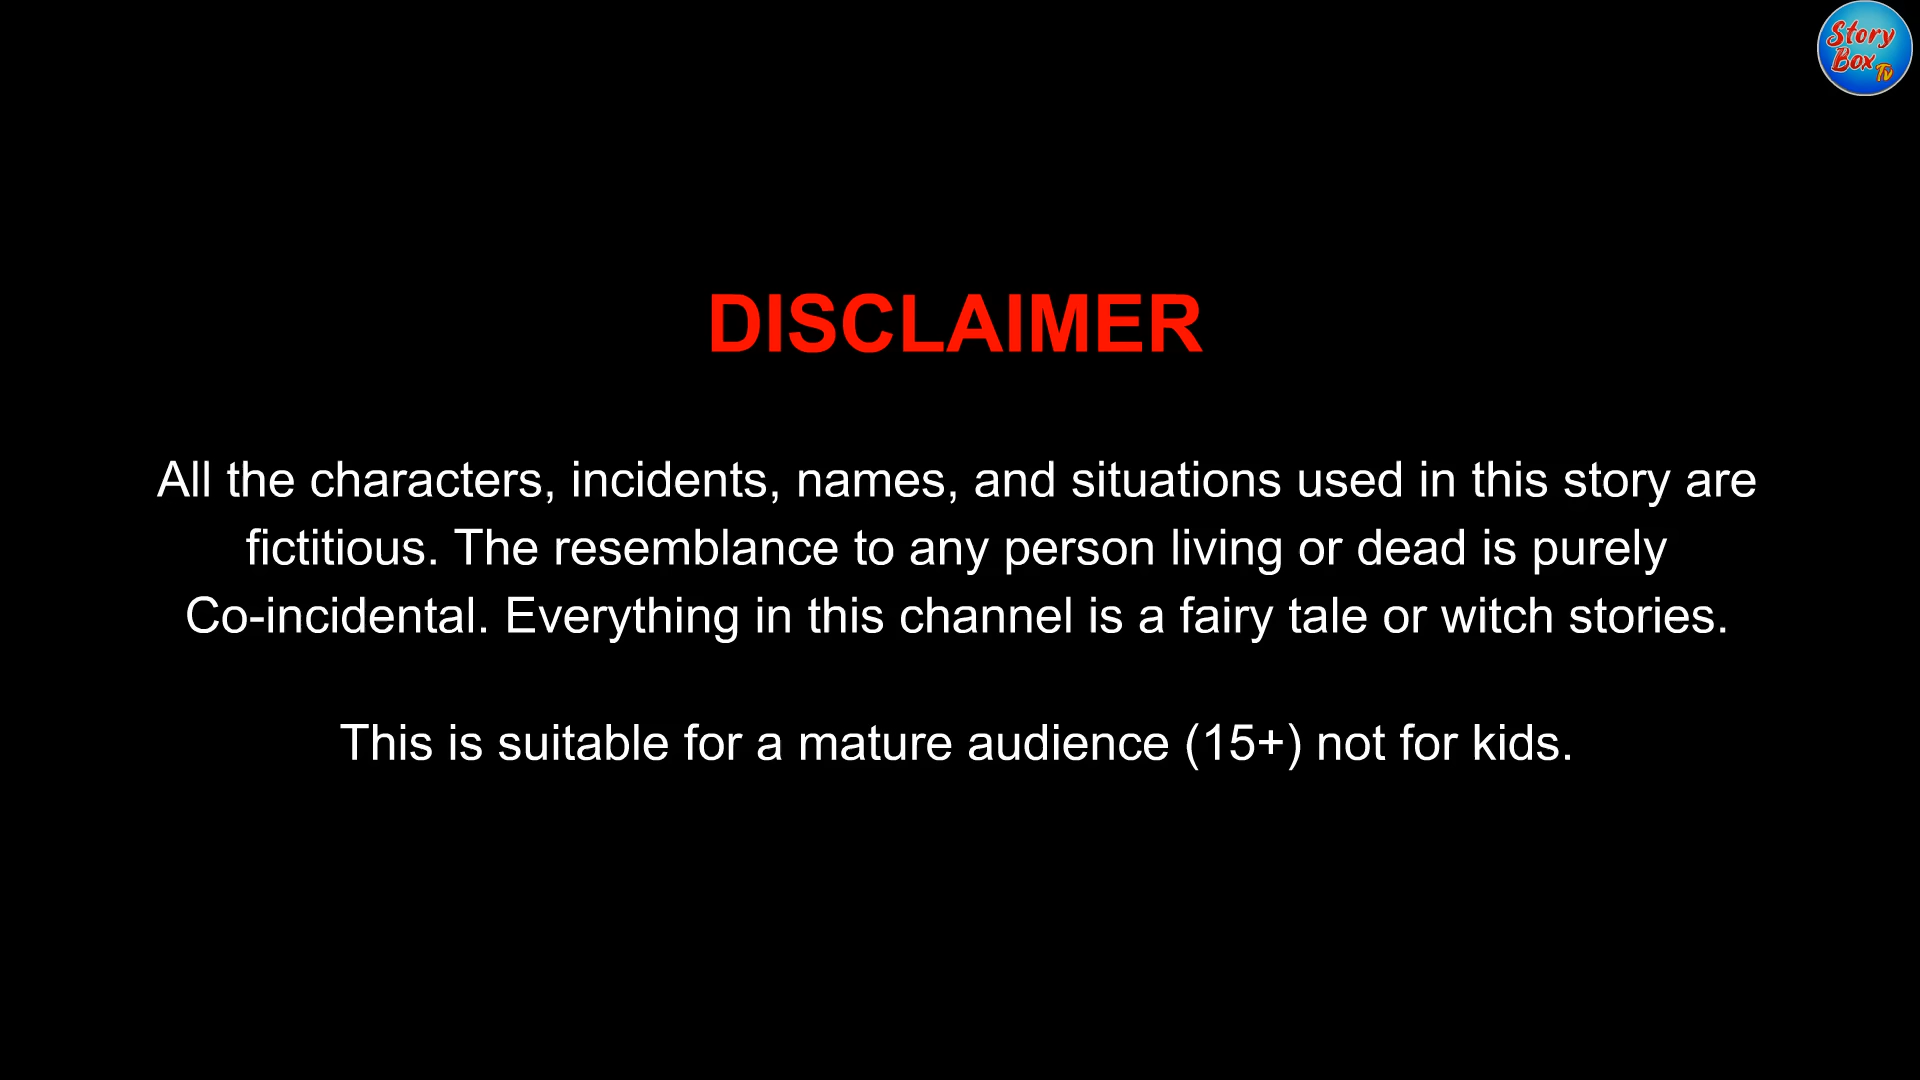 Story
Box
Tv
DISCLAIMER
All the characters, incidents, names, and situations used in this story are
fictitious. The resemblance to any person living or dead is purely
Co-incidental. Everything in this channel is a fairy tale or witch stories.
This is suitable for a mature audience (15+) not for kids.